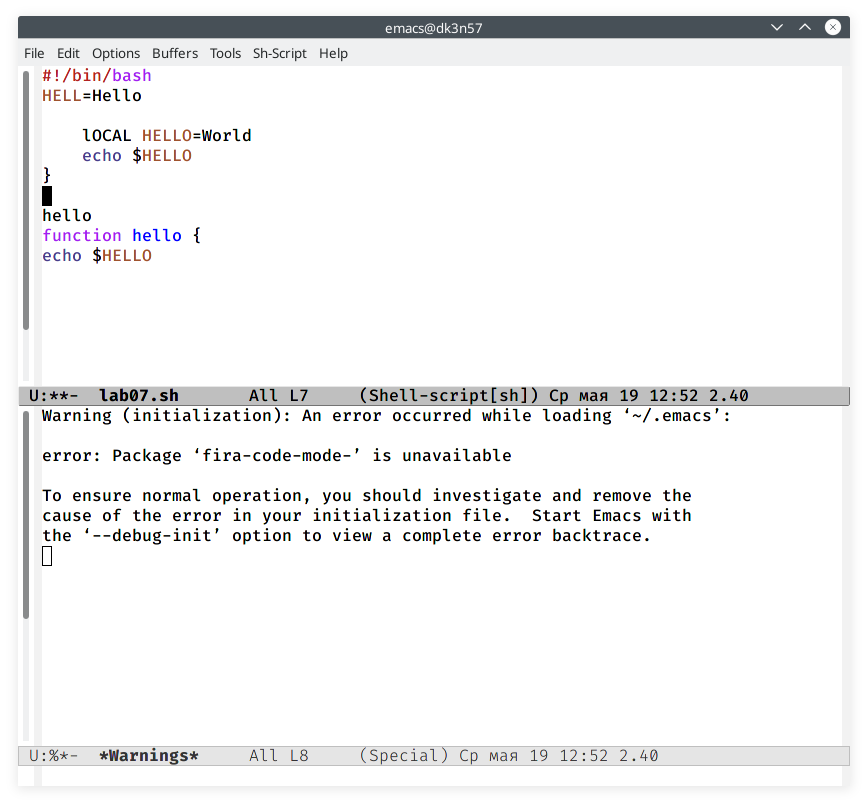 emacs@dk3n57
File Edit Options Buffers Tools Sh-Script Help
#!/bin/bash
HELL=Hello
lOCAL HELLO=World
echo $HELLO
}
hello
function hello {
echo $HELLO
U:**- lab07.sh All L7 (Shell-script[sh]) Ср мая 19 12:52 2.40
Warning (initialization): An error occurred while loading ‘~/.emacs’:
error: Package ‘fira-code-mode-’ is unavailable
To ensure normal operation, you should investigate and remove the
cause of the error in your initialization file. Start Emacs with
the ‘--debug-init’ option to view a complete error backtrace.
U:%*- *Warnings* All L8 (Special) Ср мая 19 12:52 2.40